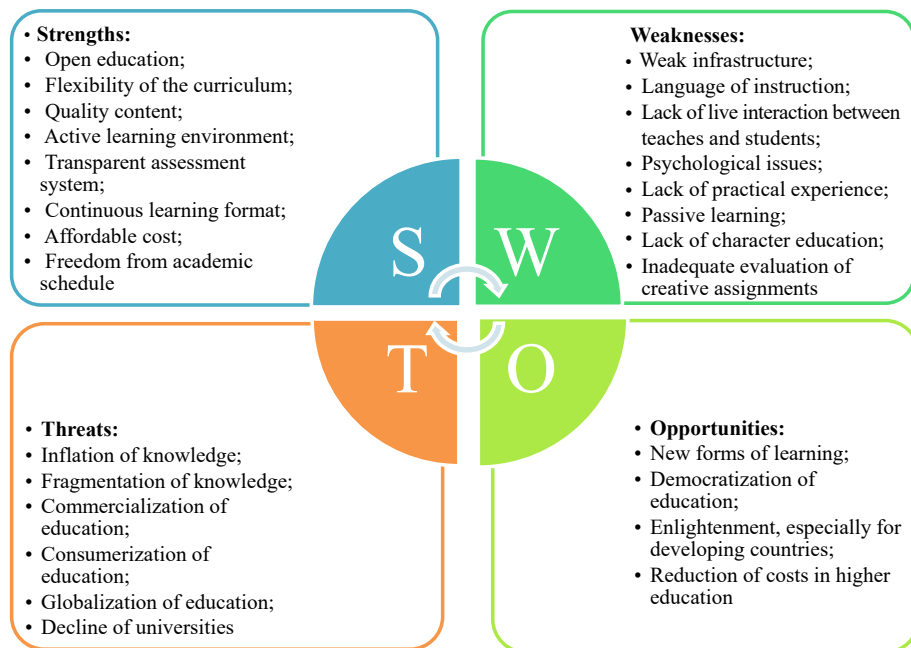 • Strengths:
• Open education;
• Flexibility of the curriculum;
• Quality content;
• Active learning environment;
• Transparent assessment
system;
• Continuous learning format;
• Affordable cost;
• Freedom from academic
schedule
Weaknesses:
• Weak infrastructure;
• Language of instruction;
• Lack of live interaction between
teaches and students;
• Psychological issues;
• Lack of practical experience;
• Passive learning;
• Lack of character education;
• Inadequate evaluation of
creative assignments
S
W
T
O
• Threats:
• Inflation of knowledge;
• Fragmentation of knowledge;
• Commercialization of
education;
• Consumerization of
education;
• Globalization of education;
• Decline of universities
• Opportunities:
• New forms of learning;
• Democratization of
education;
• Enlightenment, especially for
developing countries;
• Reduction of costs in higher
education